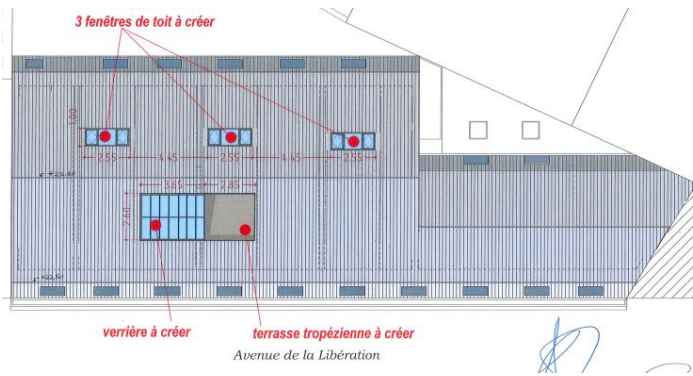 3 fenêtres de toit à créer
1.00
2.55 4.45 2.55 4.45 2.55
3.65 2.85
2.60
verrière à créer
terrasse tropézienne à créer
Avenue de la Libération